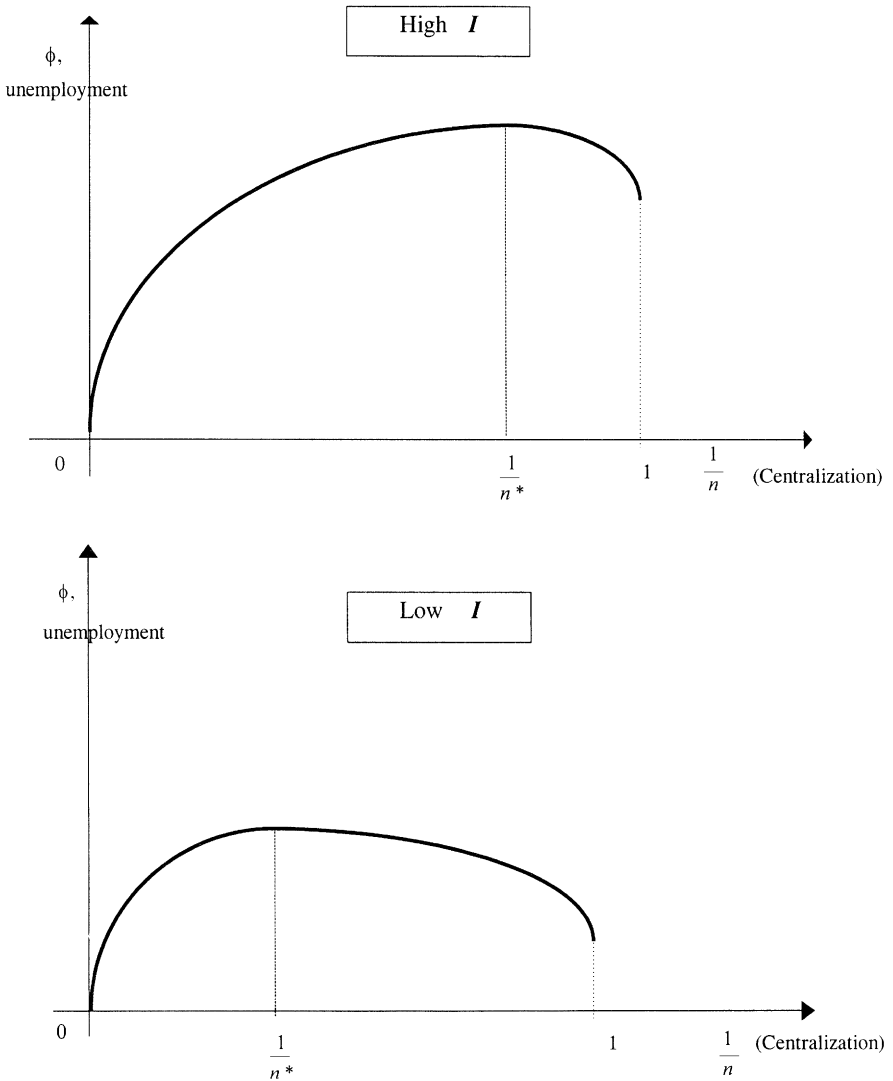 High I
ϕ,
unemployment
0
1
n *
1
1
n
(Centralization)
ϕ,
Low I
unemployment
0
1
n *
1
1
n
(Centralization)